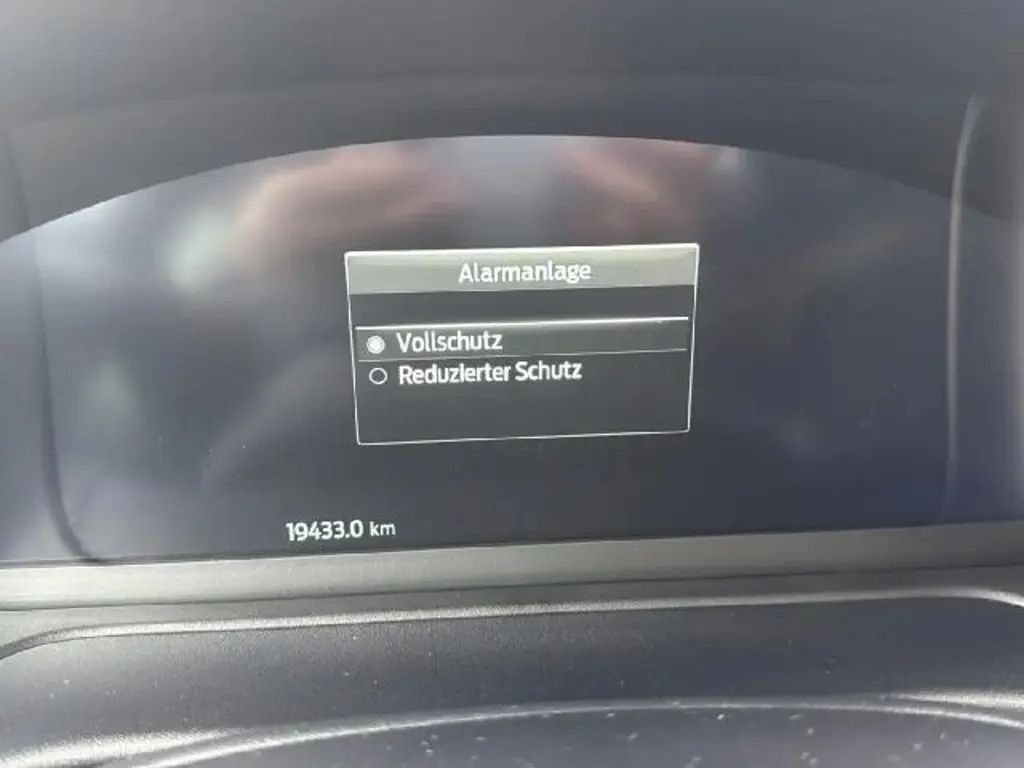 Alarmanlage
Vollschutz
Reduzierter Schutz
19433.0 km